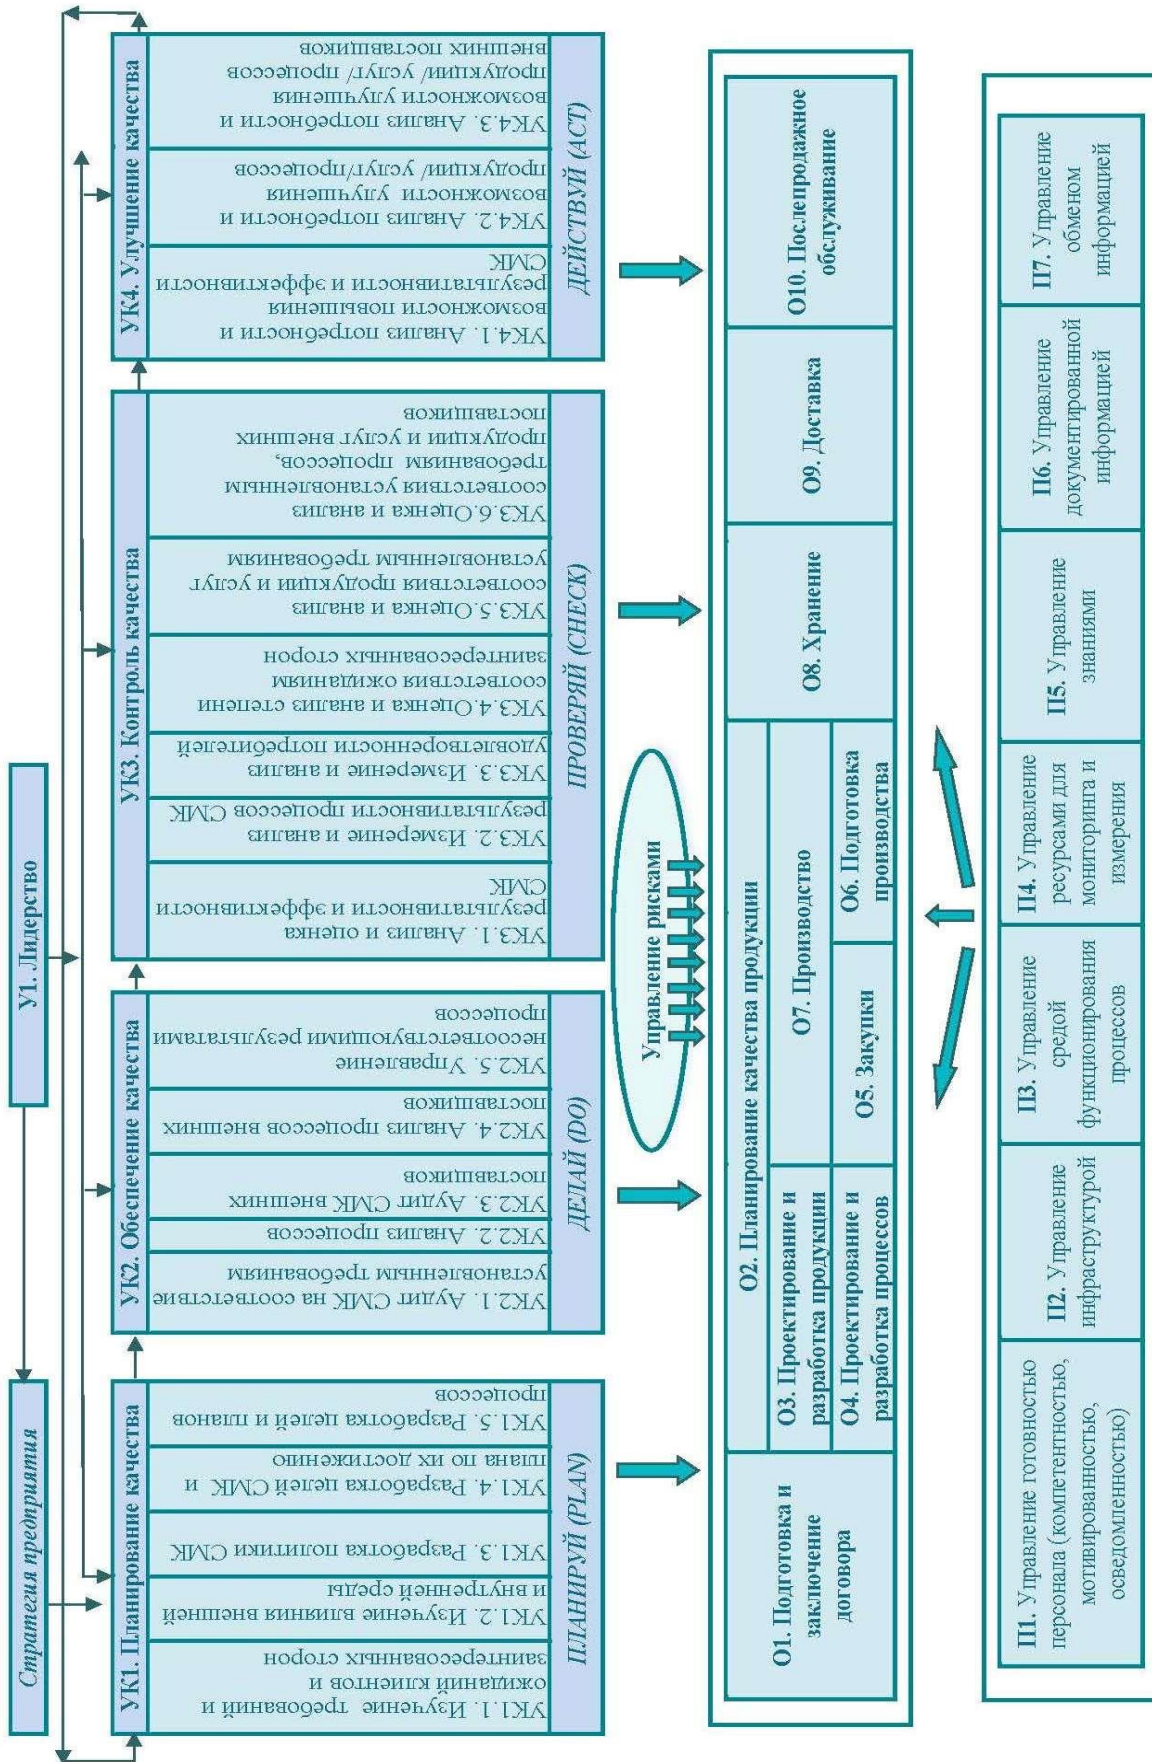 Стратегия предприятия
У1. Лидерство
УК1. Планирование качества
УК1.1. Изучение требований и
ожиданий клиентов и
заинтересованных сторон
УК1.2. Изучение влияния внешней
и внутренней среды
УК1.3. Разработка политики СМК
УК1.4. Разработка целей СМК и
плана по их достижению
УК1.5. Разработка целей и планов
процессов
ПЛАНИРУЙ (PLAN)
УК2. Обеспечение качества
УК2.1. Аудит СМК на соответствие
установленным требованиям
УК2.2. Анализ процессов
УК2.3. Аудит СМК внешних
поставщиков
УК2.4. Анализ процессов внешних
поставщиков
УК2.5. Управление
несоответствующими результатами
процессов
ДЕЛАЙ (DO)
УК3. Контроль качества
УК3.1. Анализ и оценка
результативности и эффективности
СМК
УК3.2. Измерение и анализ
результативности процессов СМК
УК3.3. Измерение и анализ
удовлетворенности потребителей
УК3.4.Оценка и анализ степени
соответствия ожиданиям
заинтересованных сторон
УК3.5.Оценка и анализ
соответствия продукции и услуг
установленным требованиям
УК3.6.Оценка и анализ
соответствия установленным
требованиям процессов,
продукции и услуг внешних
поставщиков
ПРОВЕРЯЙ (CHECK)
УК4. Улучшение качества
УК4.1. Анализ потребности и
возможности повышения
результативности и эффективности
СМК
УК4.2. Анализ потребности и
возможности улучшения
продукции/ услуг/процессов
УК4.3. Анализ потребности и
возможности улучшения
продукции/ услуг/ процессов
внешних поставщиков
ДЕЙСТВУЙ (ACT)
Управление рисками
О1. Подготовка и
заключение
договора
О2. Планирование качества продукции
О3. Проектирование и
разработка продукции
О4. Проектирование и
разработка процессов
О7. Производство
О5. Закупки
О6. Подготовка
производства
О8. Хранение
О9. Доставка
О10. Послепродажное
обслуживание
П1. Управление готовностью
персонала (компетентностью,
мотивированностью,
осведомленностью)
П2. Управление
инфраструктурой
П3. Управление
средой
функционирования
процессов
П4. Управление
ресурсами для
мониторинга и
измерения
П5. Управление
знаниями
П6. Управление
документированной
информацией
П7. Управление
обменом
информацией